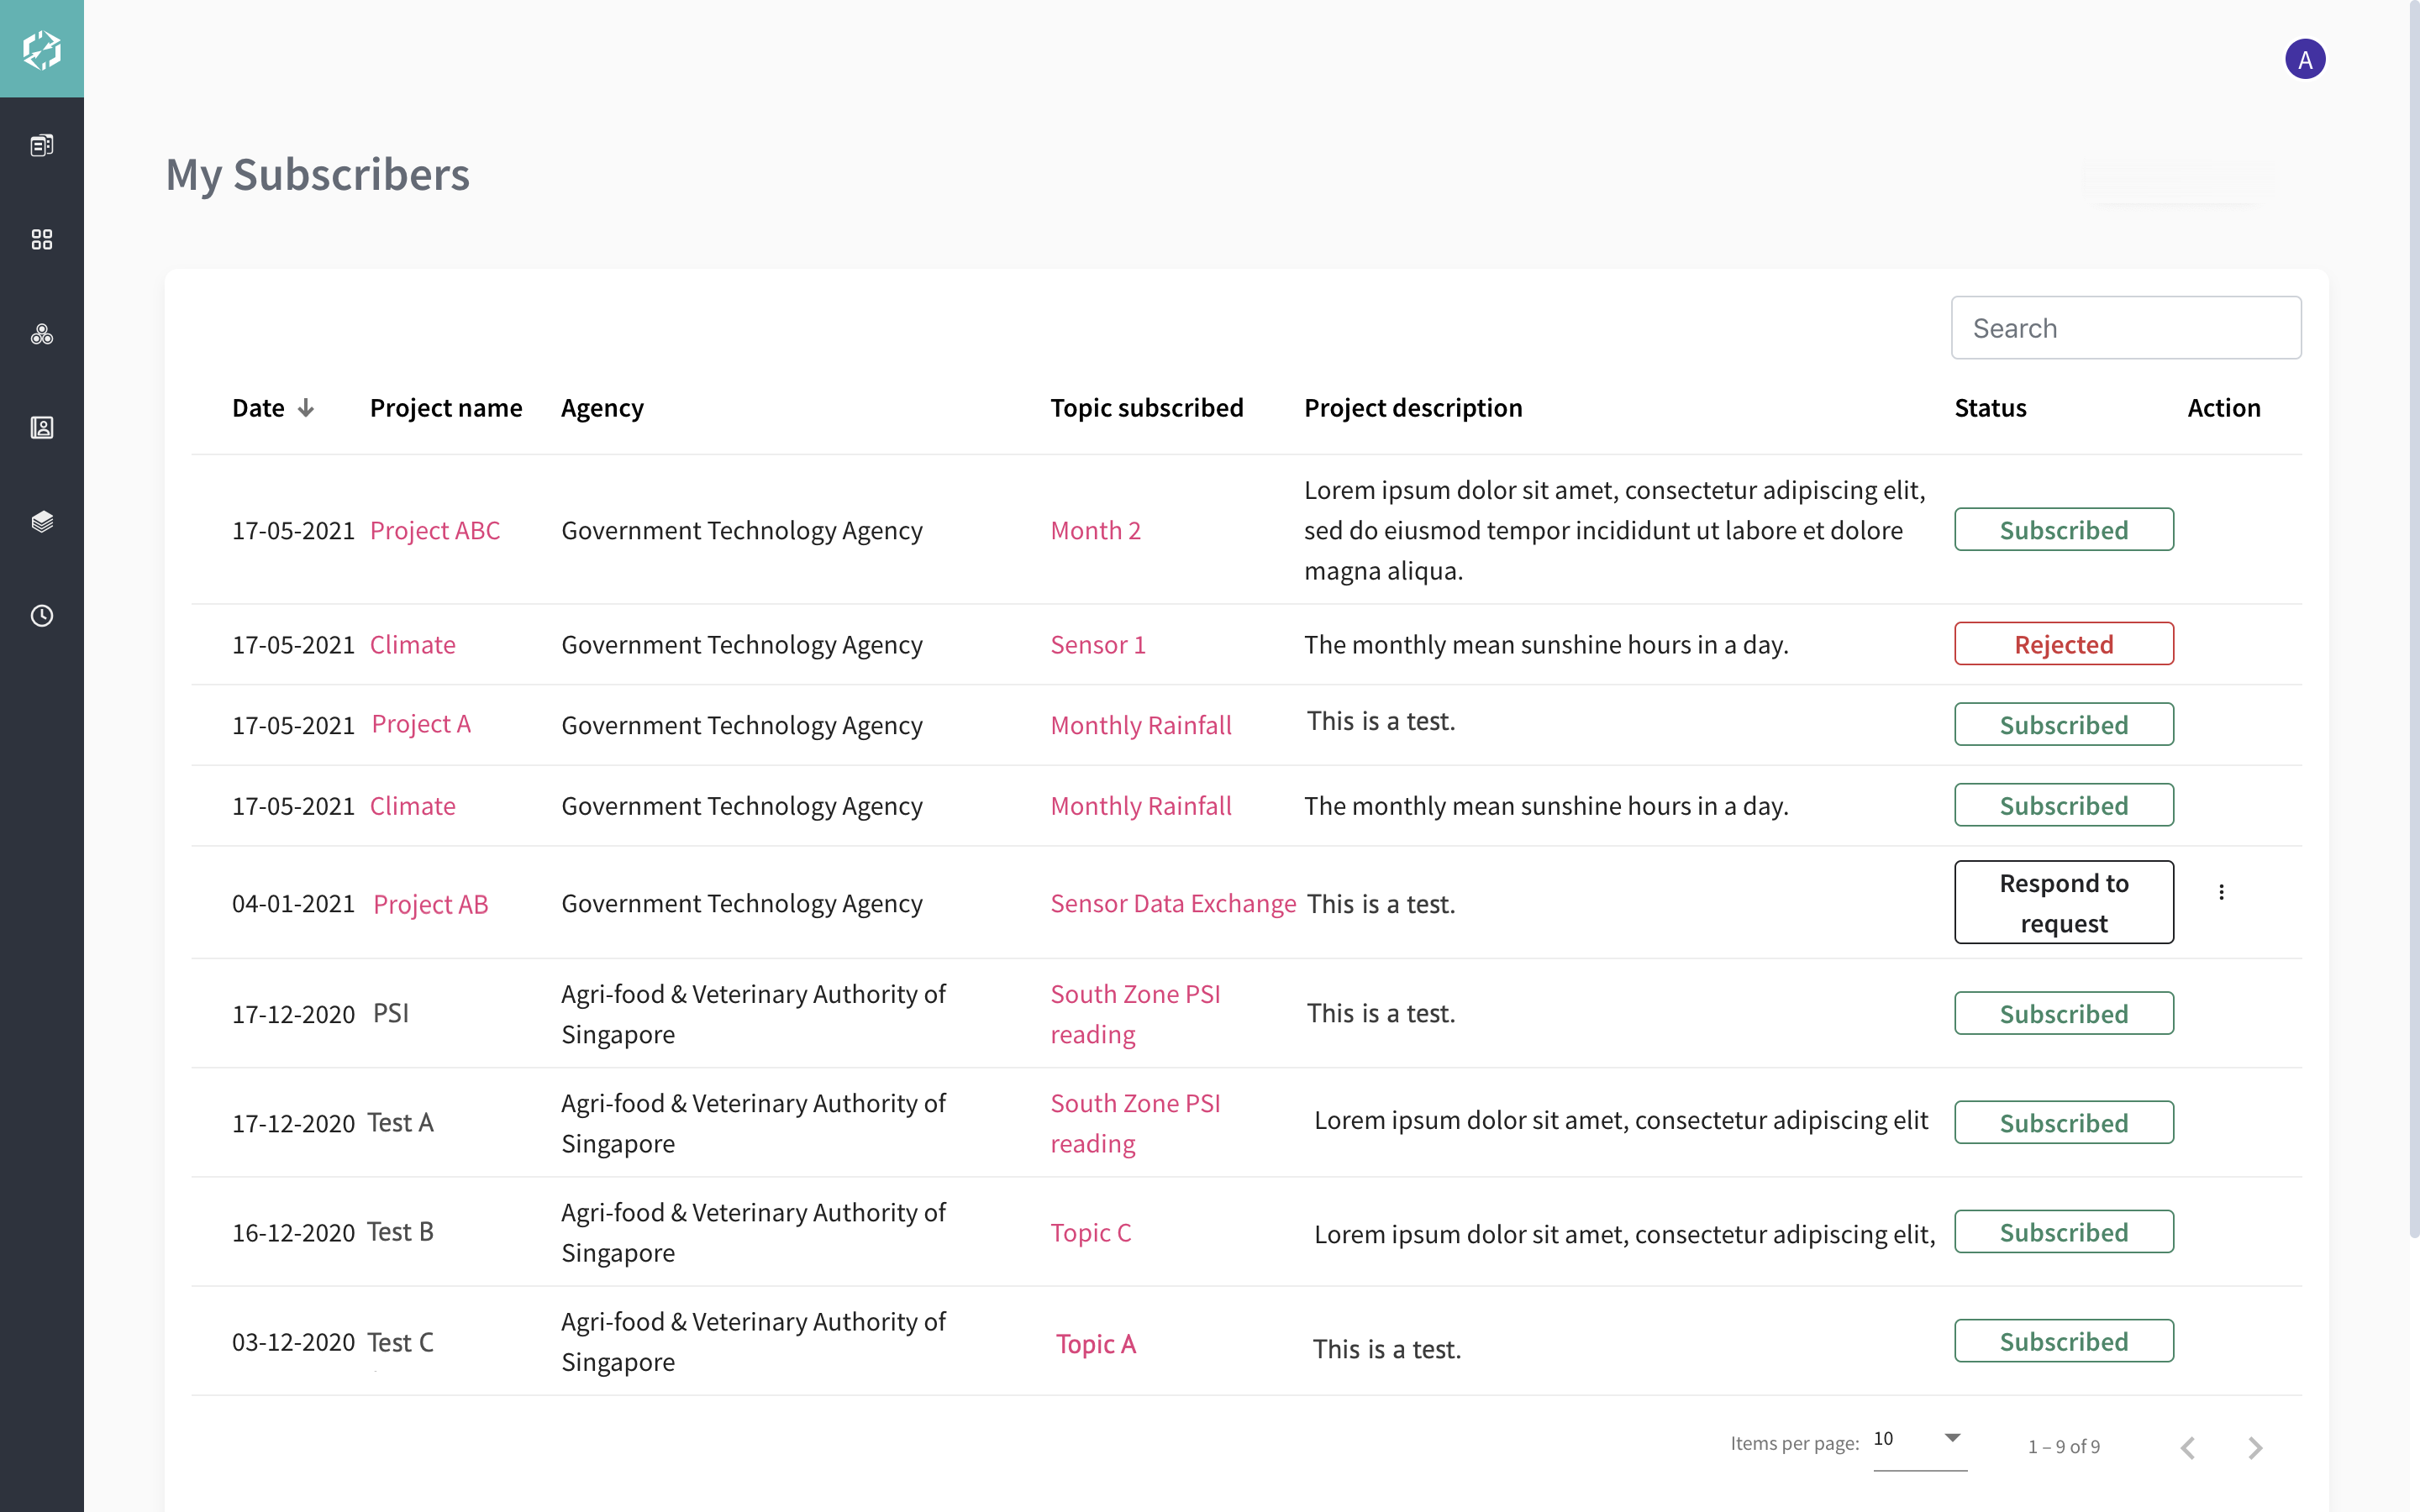 A
My Subscribers
Search
Date Project name Agency Topic subscribed Project description Status Action
Lorem ipsum dolor sit amet, consectetur adipiscing elit,
17-05-2021 Project ABC Government Technology Agency Month 2 sed do eiusmod tempor incididunt ut labore et dolore Subscribed
magna aliqua.
17-05-2021 Climate Government Technology Agency Sensor 1 The monthly mean sunshine hours in a day. Rejected
17-05-2021 Project A Government Technology Agency Monthly Rainfall This is a test. Subscribed
17-05-2021 Climate Government Technology Agency Monthly Rainfall The monthly mean sunshine hours in a day. Subscribed
Respond to
04-01-2021 Project AB Government Technology Agency Sensor Data Exchange This is a test.
request
Agri-food & Veterinary Authority of South Zone PSI
17-12-2020 PSI This is a test. Subscribed
Singapore reading
Agri-food & Veterinary Authority of South Zone PSI
17-12-2020 Test A Lorem ipsum dolor sit amet, consectetur adipiscing elit Subscribed
Singapore reading
Agri-food & Veterinary Authority of
16-12-2020 Test B Topic C Lorem ipsum dolor sit amet, consectetur adipiscing elit, Subscribed
Singapore
Agri-food & Veterinary Authority of
03-12-2020 Test C Topic A This is a test. Subscribed
Singapore
Items per page: 10 1 – 9 of 9